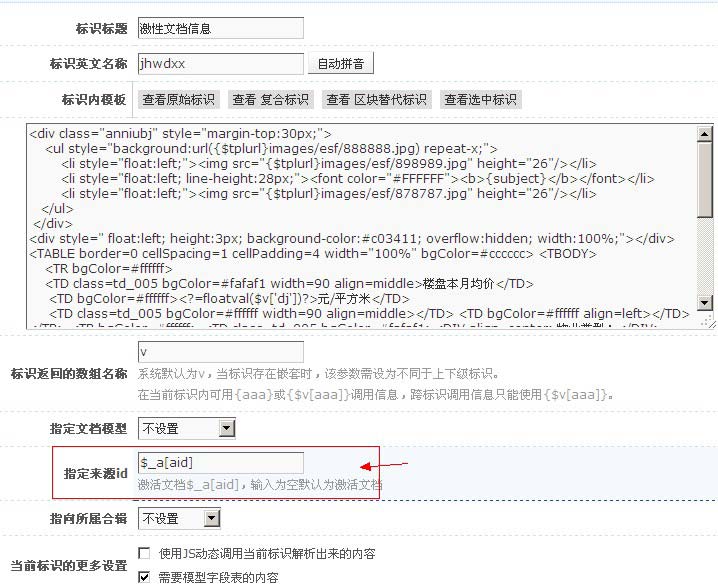 标识标题 激性文档信息
标识英文名称 jhwdxx 自动拼音
标识内模板 查看原始标识 查看 复合标识 查看 区块替代标识 查看选中标识
<div class="anniubj" style="margin-top:30px;">
<ul style="background:url({$tplurl}images/esf/888888.jpg) repeat-x;">
<li style="float:left;"><img src="{$tplurl}images/esf/898989.jpg" height="26"/></li>
<li style="float:left; line-height:28px;"><font color="#FFFFFF"><b>{subject}</b></font></li>
<li style="float:left;"><img src="{$tplurl}images/esf/878787.jpg" height="26"/></li>
</ul>
</div>
<div style=" float:left; height:3px; background-color:#c03411; overflow:hidden; width:100%;"></div>
<TABLE border=0 cellSpacing=1 cellPadding=4 width="100%" bgColor=#cccccc> <TBODY>
<TR bgColor=#ffffff>
<TD class=td_005 bgColor=#fafaf1 width=90 align=middle>楼盘本月均价</TD>
<TD bgColor=#ffffff><?=floatval($v['dj'])?>元/平方米</TD>
<TD class=td_005 bgColor=#ffffff width=90 align=middle></TD> <TD bgColor=#ffffff align=left></TD>
标识返回的数组名称 v
系统默认为v，当标识存在嵌套时，该参数需设为不同于上下级标识。
在当前标识内可用{aaa}或{$v[aaa]}调用信息，跨标识调用信息只能使用{$v[aaa]}。
指定文档模型 不设置
指定来源id $_a[aid]
激活文档$_a[aid]，输入为空默认为激活文档
指向所属合辑 不设置
当前标识的更多设置 使用JS动态调用当前标识解析出来的内容
需要模型字段表的内容